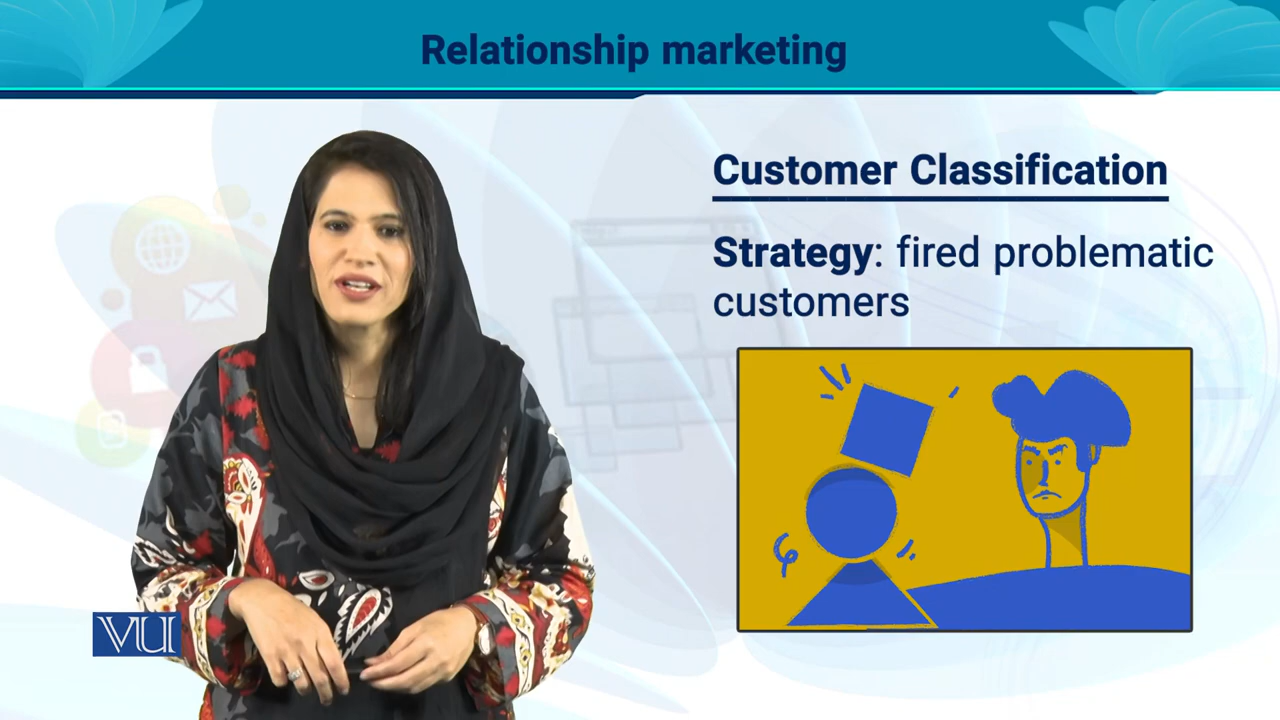 Relationship marketing
Customer Classification
Strategy: fired problematic
customers
VU